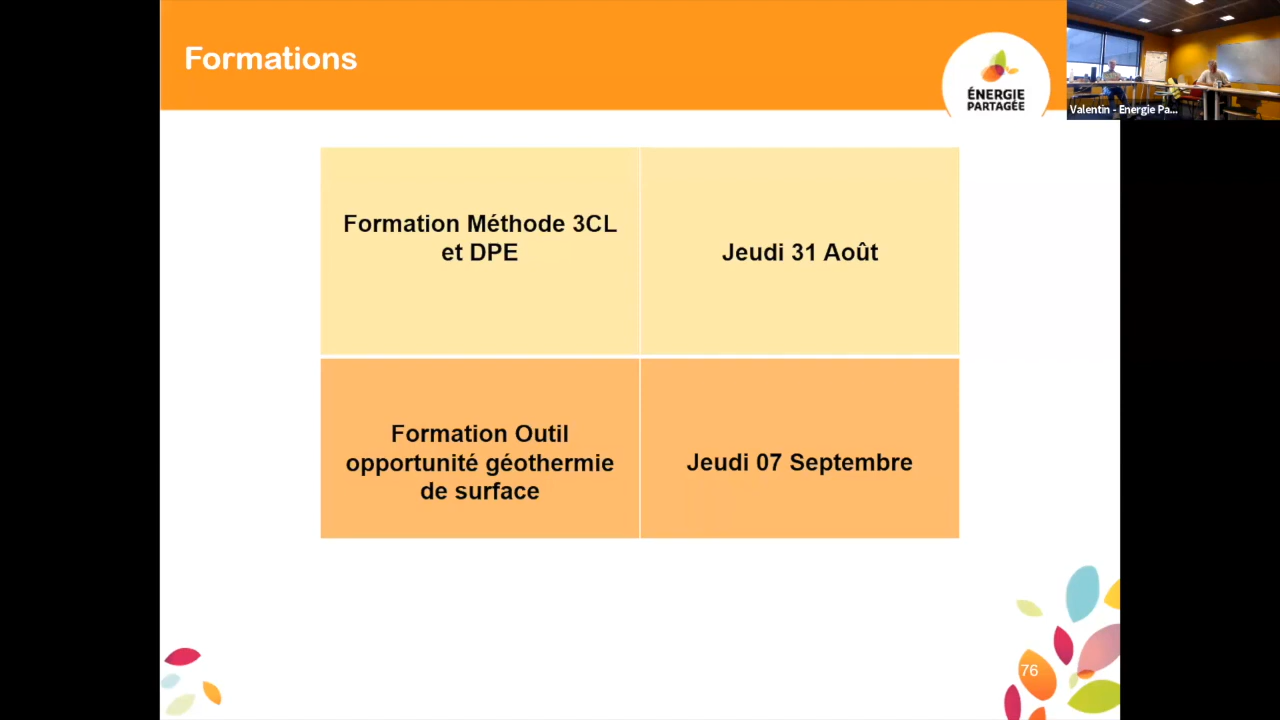 Formations
ÉNERGIE
PARTAGÉE
Valentin - Energie Pa...
Formation Méthode 3CL
et DPE
Jeudi 31 Août
Formation Outil
opportunité géothermie
de surface
Jeudi 07 Septembre
76